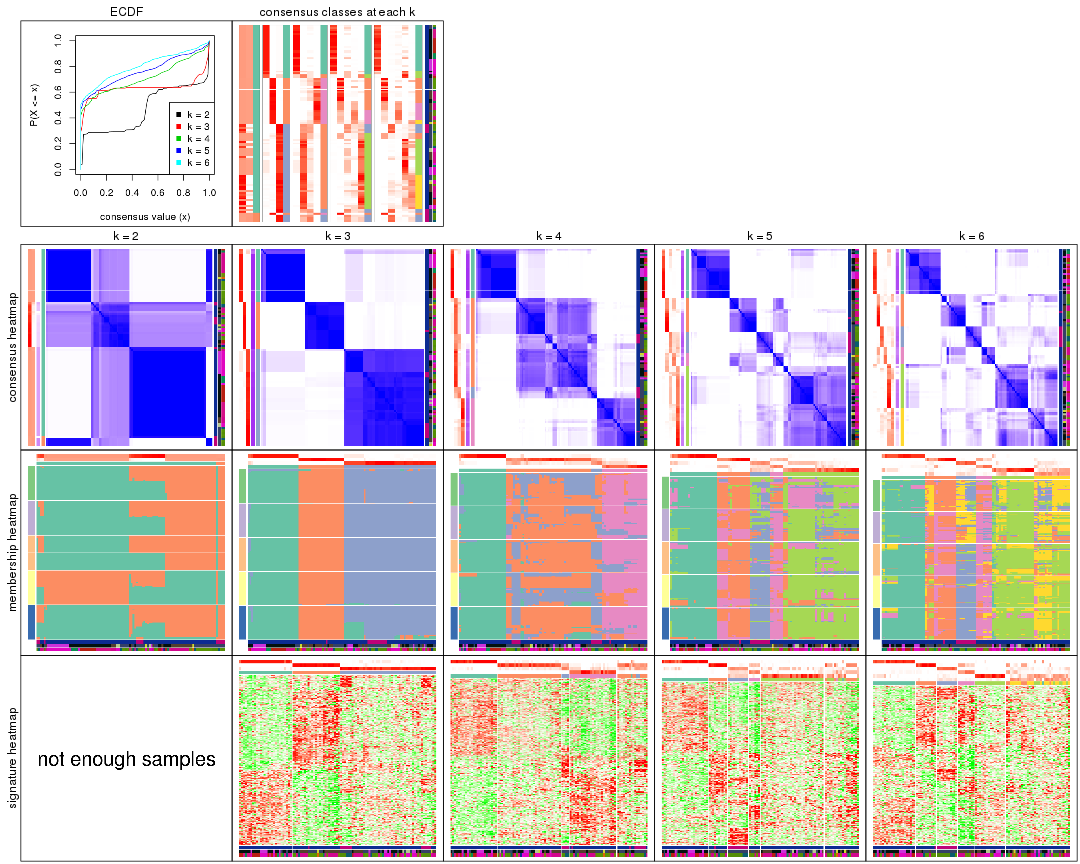 ECDF
consensus classes at each k
P(X <= x)
0.0 0.2 0.4 0.6 0.8 1.0
k = 2
k = 3
k = 4
k = 5
k = 6
0.0 0.2 0.4 0.6 0.8 1.0
consensus value (x)
k = 2 k = 3 k = 4 k = 5 k = 6
consensus heatmap
membership heatmap
signature heatmap
not enough samples